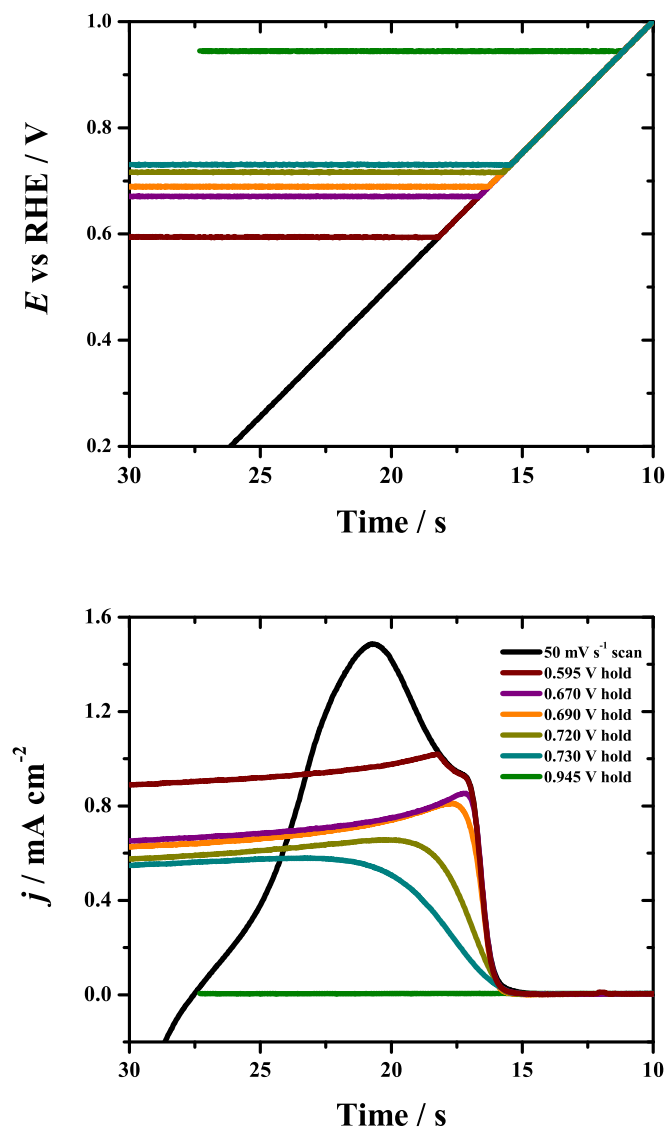 1.0
0.8
0.6
0.4
0.2
E vs RHE / V
30 25 20 15 10
Time / s
1.6
1.2
0.8
0.4
0.0
j / mA cm⁻²
50 mV s⁻¹ scan
0.595 V hold
0.670 V hold
0.690 V hold
0.720 V hold
0.730 V hold
0.945 V hold
30 25 20 15 10
Time / s